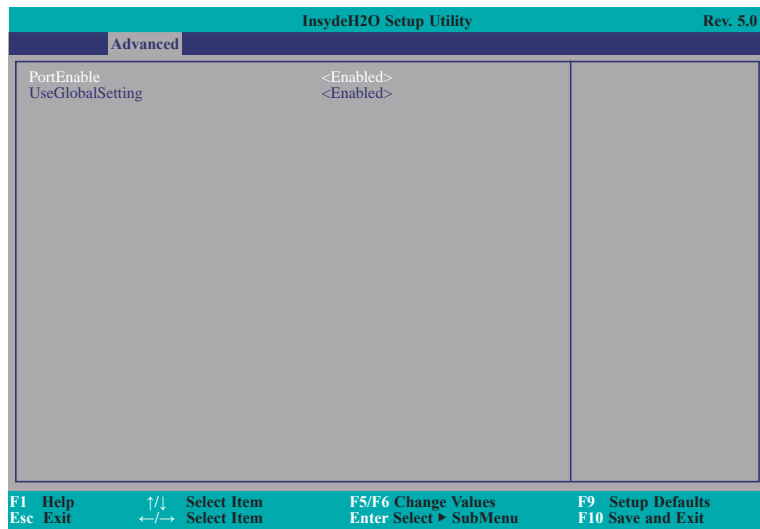 InsydeH2O Setup Utility Rev. 5.0
Advanced
PortEnable <Enabled>
UseGlobalSetting <Enabled>
F1 Help ↑/↓ Select Item F5/F6 Change Values F9 Setup Defaults
Esc Exit ←/→ Select Item Enter Select ▶ SubMenu F10 Save and Exit